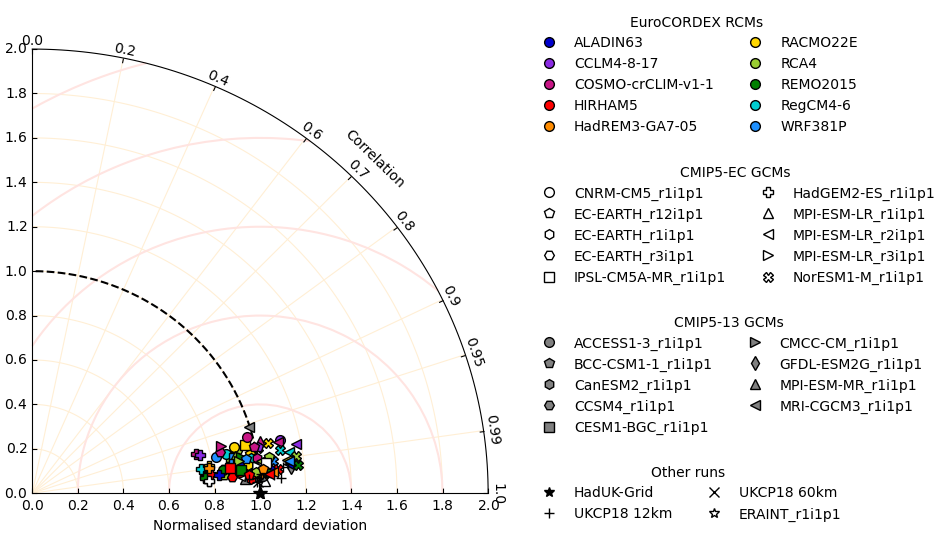 0.0
0.2
0.4
0.6
0.7
0.8
0.9
0.95
0.99
1.0
Correlation
2.0
1.8
1.6
1.4
1.2
1.0
0.8
0.6
0.4
0.2
0.0
0.0 0.2 0.4 0.6 0.8 1.0 1.2 1.4 1.6 1.8 2.0
Normalised standard deviation
EuroCORDEX RCMs
ALADIN63 RACMO22E
CCLM4-8-17 RCA4
COSMO-crCLIM-v1-1 REMO2015
HIRHAM5 RegCM4-6
HadREM3-GA7-05 WRF381P
CMIP5-EC GCMs
CNRM-CM5_r1i1p1 HadGEM2-ES_r1i1p1
EC-EARTH_r12i1p1 MPI-ESM-LR_r1i1p1
EC-EARTH_r1i1p1 MPI-ESM-LR_r2i1p1
EC-EARTH_r3i1p1 MPI-ESM-LR_r3i1p1
IPSL-CM5A-MR_r1i1p1 NorESM1-M_r1i1p1
CMIP5-13 GCMs
ACCESS1-3_r1i1p1 CMCC-CM_r1i1p1
BCC-CSM1-1_r1i1p1 GFDL-ESM2G_r1i1p1
CanESM2_r1i1p1 MPI-ESM-MR_r1i1p1
CCSM4_r1i1p1 MRI-CGCM3_r1i1p1
CESM1-BGC_r1i1p1
Other runs
HadUK-Grid UKCP18 60km
UKCP18 12km ERAINT_r1i1p1